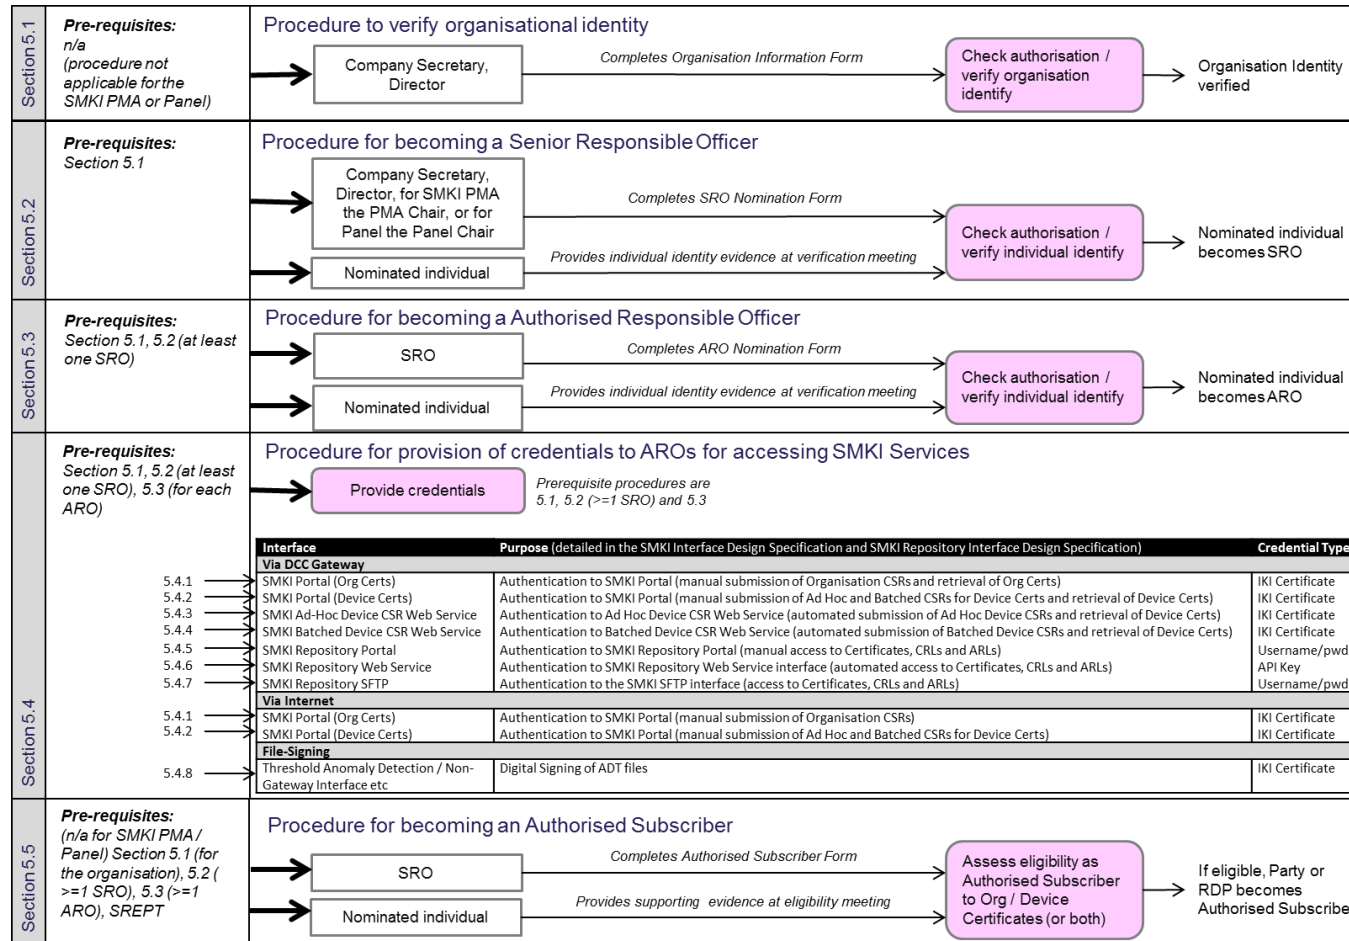 Section 5.1
Pre-requisites:
n/a
(procedure not
applicable for the
SMKI PMA or Panel)
Procedure to verify organisational identity
Company Secretary,
Director
Completes Organisation Information Form
Check authorisation /
verify organisation
identify
Organisation Identity
verified
Section 5.2
Pre-requisites:
Section 5.1
Procedure for becoming a Senior Responsible Officer
Company Secretary,
Director, for SMKI PMA
the PMA Chair, or for
Panel the Panel Chair
Completes SRO Nomination Form
Nominated individual
Provides individual identity evidence at verification meeting
Check authorisation /
verify individual identify
Nominated individual
becomes SRO
Section 5.3
Pre-requisites:
Section 5.1, 5.2 (at least
one SRO)
Procedure for becoming a Authorised Responsible Officer
SRO
Completes ARO Nomination Form
Nominated individual
Provides individual identity evidence at verification meeting
Check authorisation /
verify individual identify
Nominated individual
becomes ARO
Section 5.4
Pre-requisites:
Section 5.1, 5.2 (at least
one SRO), 5.3 (for each
ARO)
Procedure for provision of credentials to AROs for accessing SMKI Services
Provide credentials
Prerequisite procedures are
5.1, 5.2 (>=1 SRO) and 5.3
Interface Purpose (detailed in the SMKI Interface Design Specification and SMKI Repository Interface Design Specification) Credential Type
Via DCC Gateway
5.4.1 SMKI Portal (Org Certs) Authentication to SMKI Portal (manual submission of Organisation CSRs and retrieval of Org Certs) IKI Certificate
5.4.2 SMKI Portal (Device Certs) Authentication to SMKI Portal (manual submission of Ad Hoc and Batched CSRs for Device Certs and retrieval of Device Certs) IKI Certificate
5.4.3 SMKI Ad-Hoc Device CSR Web Service Authentication to Ad Hoc Device CSR Web Service (automated submission of Ad Hoc Device CSRs and retrieval of Device Certs) IKI Certificate
5.4.4 SMKI Batched Device CSR Web Service Authentication to Batched Device CSR Web Service (automated submission of Batched Device CSRs and retrieval of Device Certs) IKI Certificate
5.4.5 SMKI Repository Portal Authentication to SMKI Repository Portal (manual access to Certificates, CRLs and ARLs) Username/pwd
5.4.6 SMKI Repository Web Service Authentication to SMKI Repository Web Service interface (automated access to Certificates, CRLs and ARLs) API Key
5.4.7 SMKI Repository SFTP Authentication to the SMKI SFTP interface (access to Certificates, CRLs and ARLs) Username/pwd
Via Internet
5.4.1 SMKI Portal (Org Certs) Authentication to SMKI Portal (manual submission of Organisation CSRs) IKI Certificate
5.4.2 SMKI Portal (Device Certs) Authentication to SMKI Portal (manual submission of Ad Hoc and Batched CSRs for Device Certs) IKI Certificate
File-Signing
5.4.8 Threshold Anomaly Detection / Non- Digital Signing of ADT files IKI Certificate
Gateway Interface etc
Section 5.5
Pre-requisites:
(n/a for SMKI PMA /
Panel) Section 5.1 (for
the organisation), 5.2 (
>=1 SRO), 5.3 (>=1
ARO), SREPT
Procedure for becoming an Authorised Subscriber
SRO
Completes Authorised Subscriber Form
Nominated individual
Provides supporting evidence at eligibility meeting
Assess eligibility as
Authorised Subscriber
to Org / Device
Certificates (or both)
If eligible, Party or
RDP becomes
Authorised Subscribe